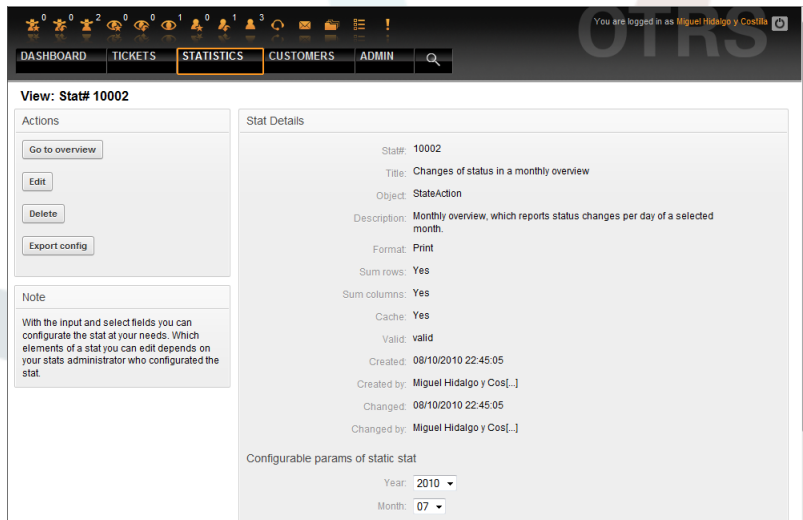 0 0 2 0 0 1 0 1 3
You are logged in as Miguel Hidalgo y Costilla
OTRS
DASHBOARD TICKETS STATISTICS CUSTOMERS ADMIN
View: Stat# 10002
Actions
Go to overview
Edit
Delete
Export config
Note
With the input and select fields you can
configurate the stat at your needs. Which
elements of a stat you can edit depends on
your stats administrator who configurated the
stat.
Stat Details
Stat#: 10002
Title: Changes of status in a monthly overview
Object: StateAction
Description: Monthly overview, which reports status changes per day of a selected
month.
Format: Print
Sum rows: Yes
Sum columns: Yes
Cache: Yes
Valid: valid
Created: 08/10/2010 22:45:05
Created by: Miguel Hidalgo y Cos[...]
Changed: 08/10/2010 22:45:05
Changed by: Miguel Hidalgo y Cos[...]
Configurable params of static stat
Year: 2010
Month: 07